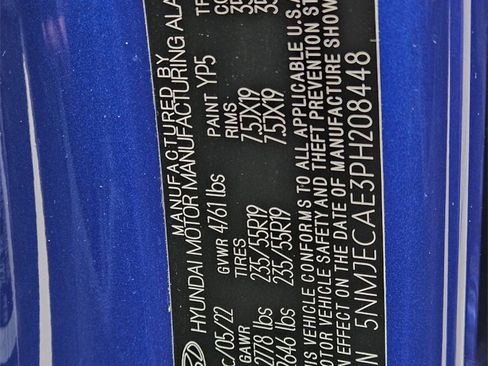 MANUFACTURED BY
HYUNDAI MOTOR MANUFACTURING ALA
C/05/22 GVWR 4761 lbs PAINT YP5
GAWR TIRES RIMS
2778 lbs 235/55R19 7.5JX19
2646 lbs 235/55R19 7.5JX19
THIS VEHICLE CONFORMS TO ALL APPLICABLE U.S.A
MOTOR VEHICLE SAFETY AND THEFT PREVENTION ST
IN EFFECT ON THE DATE OF MANUFACTURE SHOW
5NMJECAE3PH208448